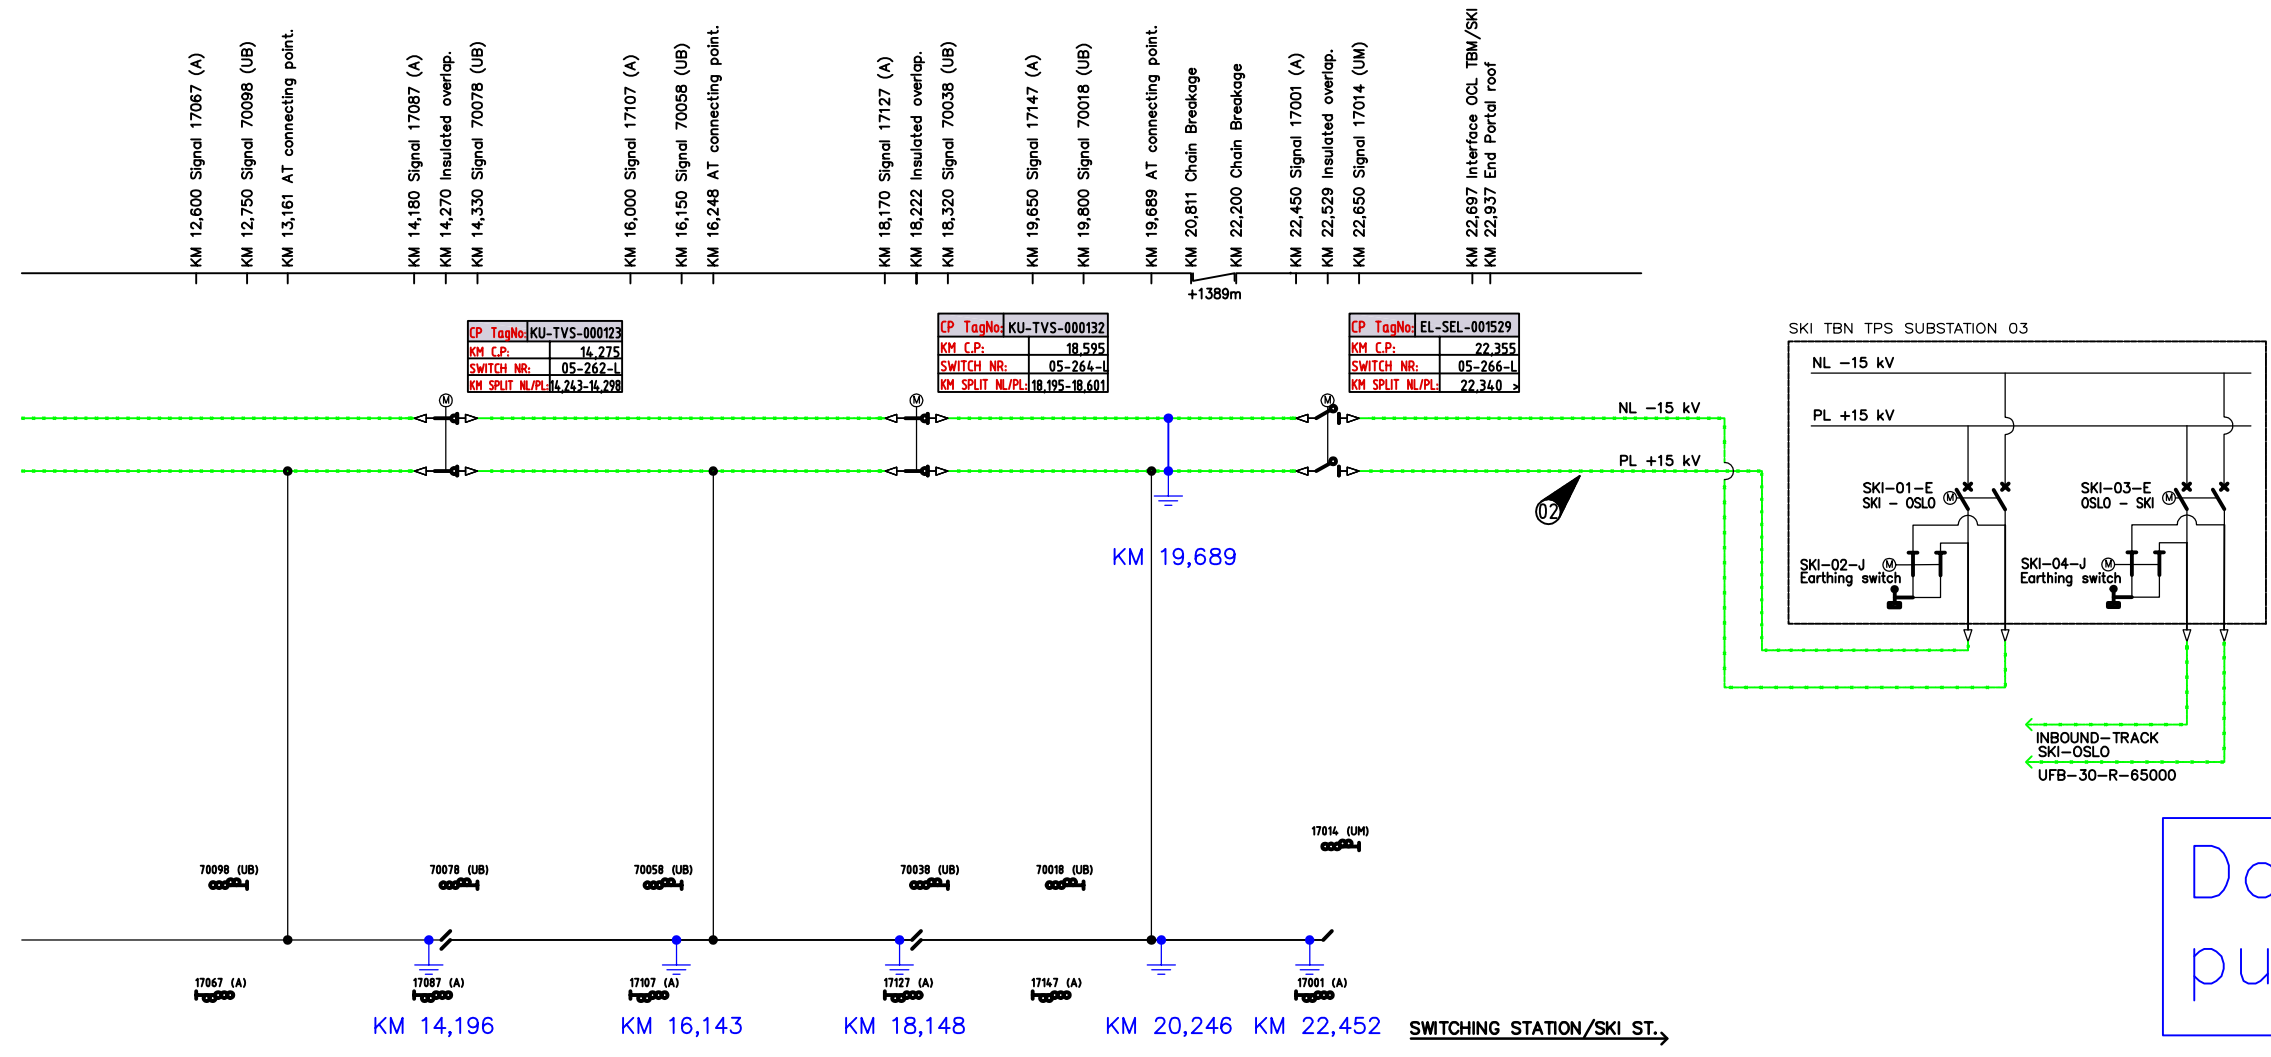 KM 12,600 Signal 17067 (A)
KM 12,750 Signal 70098 (UB)
KM 13,161 AT connecting point.
KM 14,180 Signal 17087 (A)
KM 14,270 Insulated overlap.
KM 14,330 Signal 70078 (UB)
KM 16,000 Signal 17107 (A)
KM 16,150 Signal 70058 (UB)
KM 16,248 AT connecting point.
KM 18,170 Signal 17127 (A)
KM 18,222 Insulated overlap.
KM 18,320 Signal 70038 (UB)
KM 19,650 Signal 17147 (A)
KM 19,800 Signal 70018 (UB)
KM 19,689 AT connecting point.
KM 20,811 Chain Breakage
KM 22,200 Chain Breakage
KM 22,450 Signal 17001 (A)
KM 22,529 Insulated overlap.
KM 22,650 Signal 17014 (UM)
KM 22,697 Interface OCL TBM/SKI
KM 22,937 End Portal roof
+1389m
CP TagNo: KU-TVS-000123
KM C.P: 14,275
SWITCH NR: 05-262-L
KM SPLIT NL/PL: 14,243-14,298
CP TagNo: KU-TVS-000132
KM C.P: 18,595
SWITCH NR: 05-264-L
KM SPLIT NL/PL: 18,195-18,601
CP TagNo: EL-SEL-001529
KM C.P: 22,355
SWITCH NR: 05-266-L
KM SPLIT NL/PL: 22,340 >
M
M
M
NL -15 kV
PL +15 kV
02
SKI TBN TPS SUBSTATION 03
NL -15 kV
PL +15 kV
SKI-01-E
SKI - OSLO
M
SKI-03-E
OSLO - SKI
M
SKI-02-J
Earthing switch
M
SKI-04-J
Earthing switch
M
INBOUND-TRACK
SKI-OSLO
UFB-30-R-65000
KM 19,689
17014 (UM)
70098 (UB)
70078 (UB)
70058 (UB)
70038 (UB)
70018 (UB)
17067 (A)
17087 (A)
17107 (A)
17127 (A)
17147 (A)
17001 (A)
KM 14,196
KM 16,143
KM 18,148
KM 20,246
KM 22,452
SWITCHING STATION/SKI ST.
pu